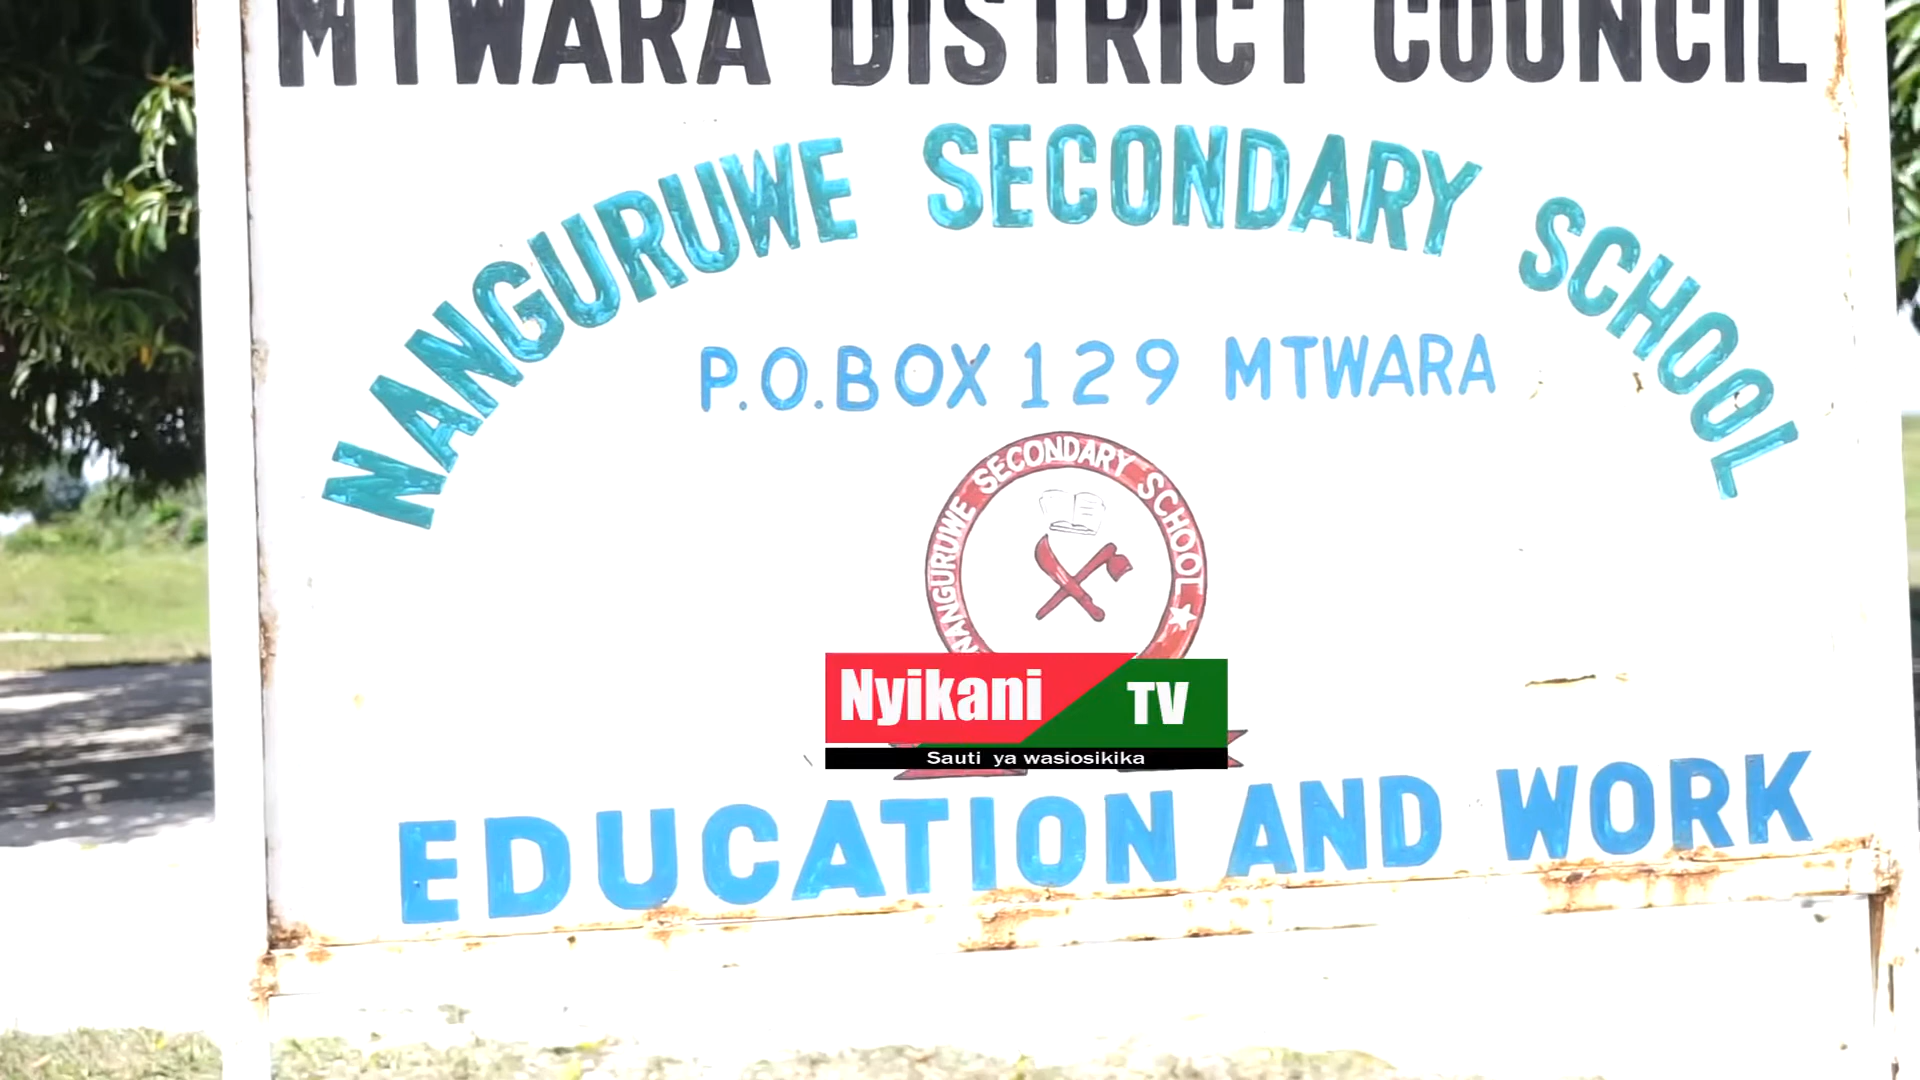 MTWARA DISTRICT COUNCIL
NANGURUWE SECONDARY SCHOOL
P.O.BOX 129 MTWARA
NANGURUWE SECONDARY SCHOOL
Nyikani TV
Sauti ya wasiosikika
EDUCATION AND WORK